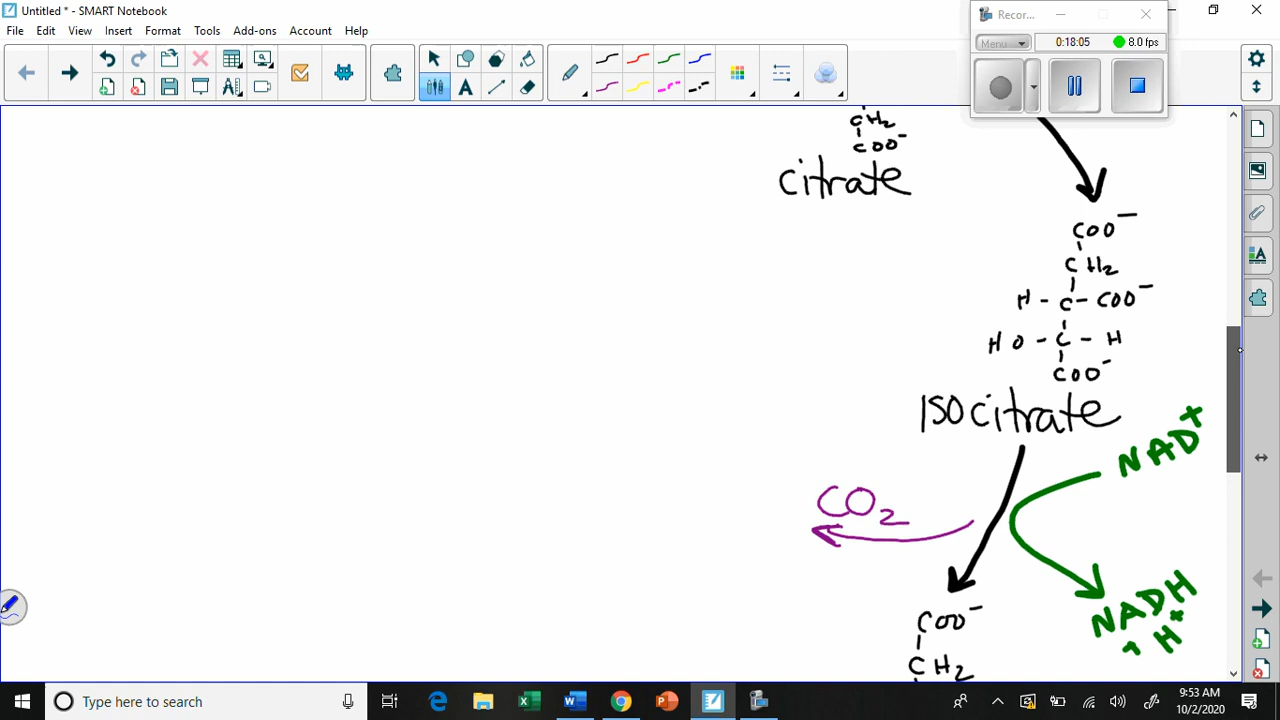 Untitled * - SMART Notebook
File Edit View Insert Format Tools Add-ons Account Help
Recor...
Menu
0:18:05
8.0 fps
CH2
COO-
citrate
COO-
CH2
H - C - COO-
HO - C - H
COO-
Isocitrate
NAD+
CO2
NADH
+ H+
COO-
CH2
Type here to search
9:53 AM
10/2/2020